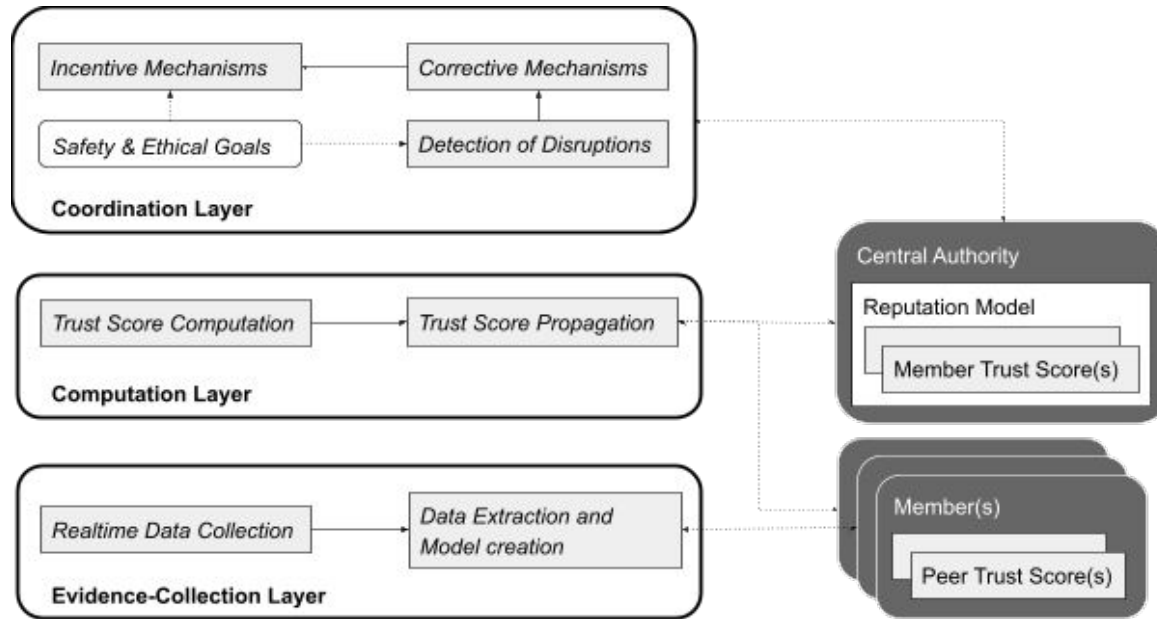 Incentive Mechanisms
Corrective Mechanisms
Safety & Ethical Goals
Detection of Disruptions
Coordination Layer
Trust Score Computation
Trust Score Propagation
Computation Layer
Realtime Data Collection
Data Extraction and
Model creation
Evidence-Collection Layer
Central Authority
Reputation Model
Member Trust Score(s)
Member(s)
Peer Trust Score(s)